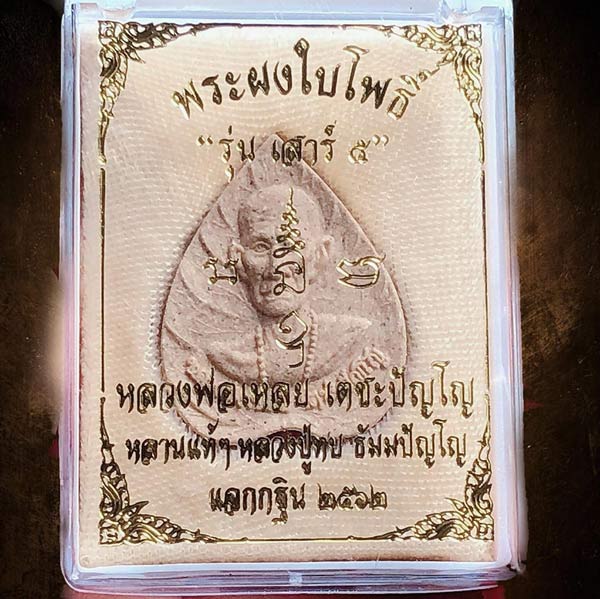 พระผงใบโพธิ์
"รุ่น เสาร์ ๕"
หลวงพ่อเหลย เตชะปัญโญ
หลานแท้ๆ หลวงปู่ทบ ธัมมปัญโญ
แจกกฐิน ๒๕๖๒